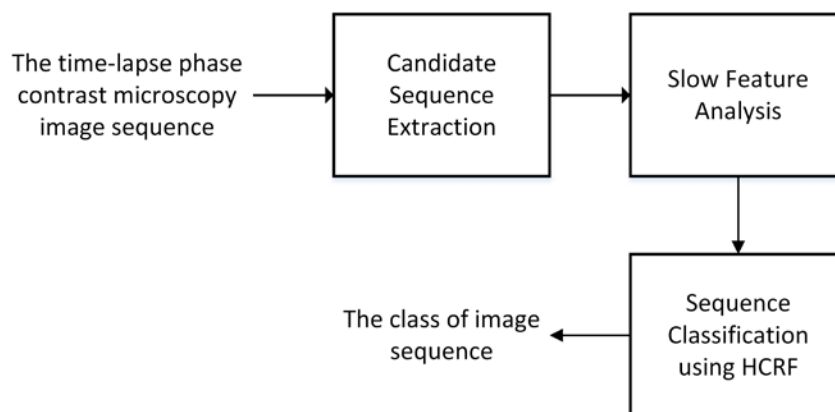 The time-lapse phase
contrast microscopy
image sequence
Candidate
Sequence
Extraction
Slow Feature
Analysis
Sequence
Classification
using HCRF
The class of image
sequence